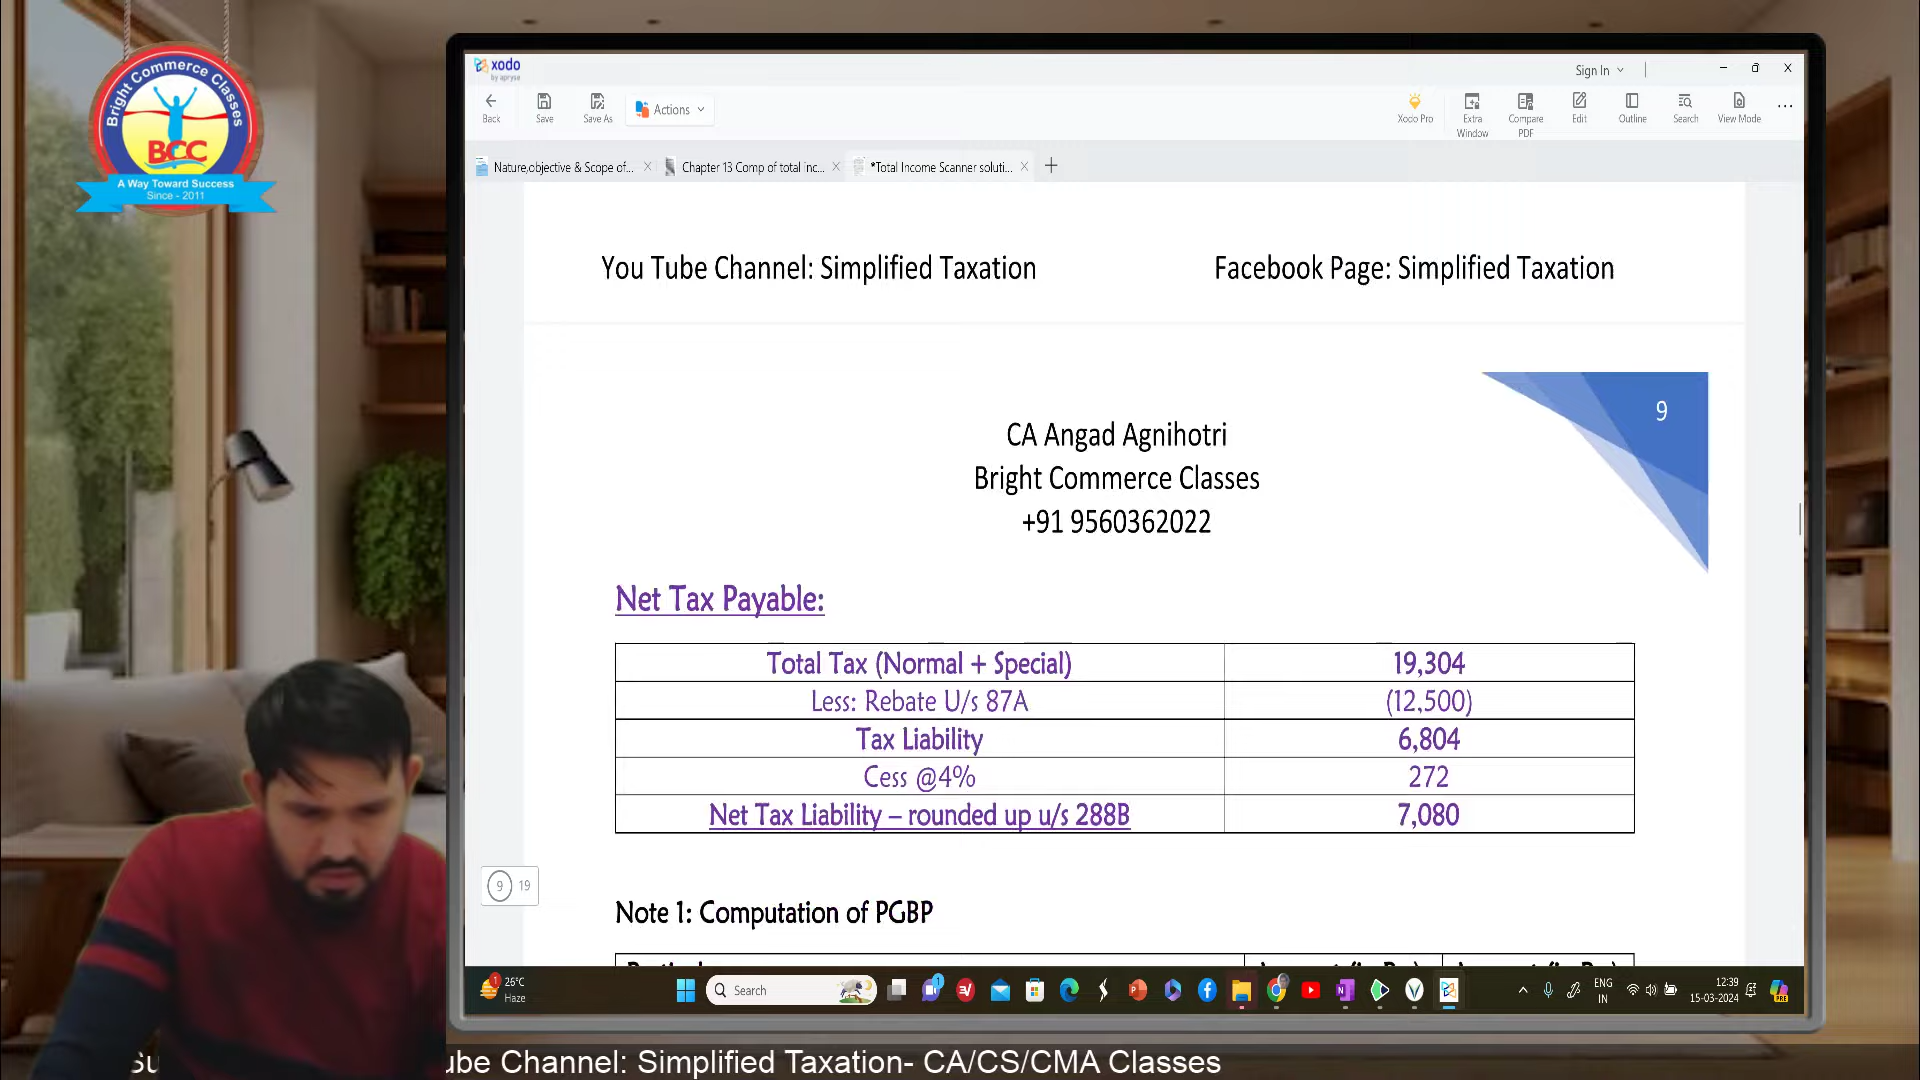 Bright Commerce Classes
BCC
A Way Toward Success
Since - 2011
xodo
by apryse
Sign In
Back
Save
Save As
Actions
Xodo Pro
Extra Window
Compare PDF
Edit
Outline
Search
View Mode
Nature,objective & Scope of...
Chapter 13 Comp of total inc...
*Total Income Scanner soluti...
You Tube Channel: Simplified Taxation
Facebook Page: Simplified Taxation
9
CA Angad Agnihotri
Bright Commerce Classes
+91 9560362022
Net Tax Payable:
Total Tax (Normal + Special) 19,304
Less: Rebate U/s 87A (12,500)
Tax Liability 6,804
Cess @4% 272
Net Tax Liability – rounded up u/s 288B 7,080
9 19
Note 1: Computation of PGBP
1
26°C
Haze
Search
ENG
IN
12:39
15-03-2024
ube Channel: Simplified Taxation- CA/CS/CMA Classes